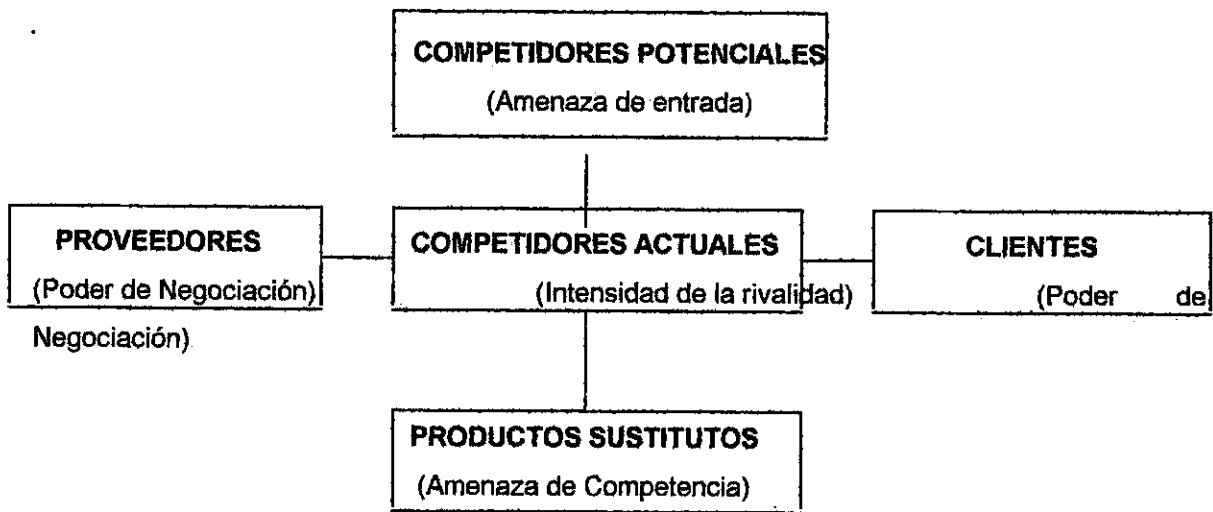 COMPETIDORES POTENCIALES
(Amenaza de entrada)
PROVEEDORES
(Poder de Negociación)
COMPETIDORES ACTUALES
(Intensidad de la rivalidad)
CLIENTES
(Poder de
Negociación)
PRODUCTOS SUSTITUTOS
(Amenaza de Competencia)